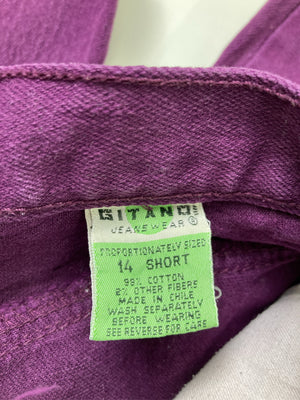 GITANO
JEANSWEAR®
PROPORTIONATELY SIZED
14 SHORT
98% COTTON
2% OTHER FIBERS
MADE IN CHILE
WASH SEPARATELY
BEFORE WEARING
SEE REVERSE FOR CARE